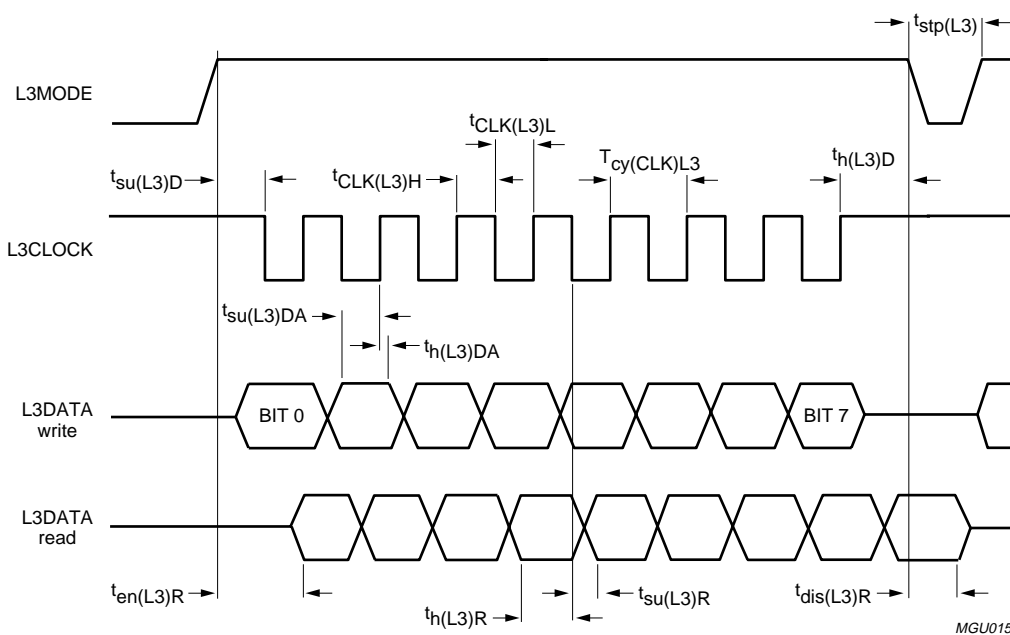 tstp(L3)
L3MODE
tCLK(L3)L
tsu(L3)D
tCLK(L3)H
Tcy(CLK)L3
th(L3)D
L3CLOCK
tsu(L3)DA
th(L3)DA
L3DATA
write
BIT 0
BIT 7
L3DATA
read
ten(L3)R
th(L3)R
tsu(L3)R
tdis(L3)R
MGU015